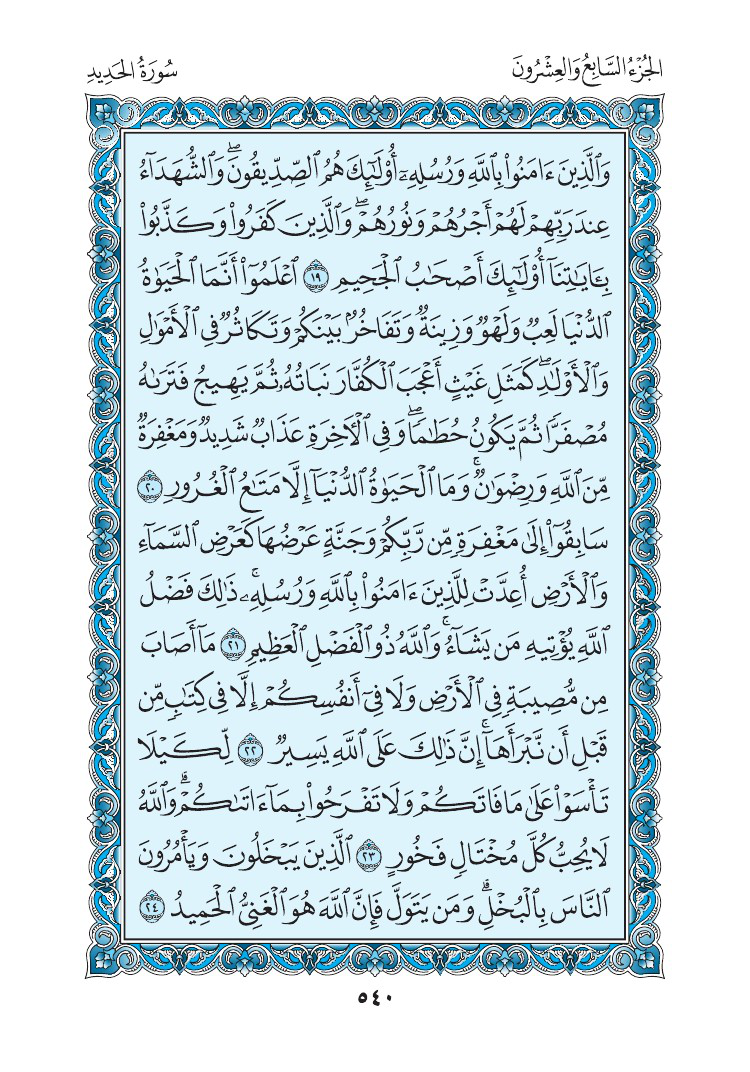 الجُزْءُ السَّابِعُ وَالعِشْرُونَ
سُورَةُ الحَدِيدِ
وَٱلَّذِينَ ءَامَنُوا۟ بِٱللَّهِ وَرُسُلِهِۦٓ أُو۟لَٰٓئِكَ هُمُ ٱلصِّدِّيقُونَ ۖ وَٱلشُّهَدَآءُ
عِندَ رَبِّهِمْ لَهُمْ أَجْرُهُمْ وَنُورُهُمْ ۖ وَٱلَّذِينَ كَفَرُوا۟ وَكَذَّبُوا۟
بِـَٔايَٰتِنَآ أُو۟لَٰٓئِكَ أَصْحَٰبُ ٱلْجَحِيمِ ١٩ ٱعْلَمُوٓا۟ أَنَّمَا ٱلْحَيَوٰةُ
ٱلدُّنْيَا لَعِبٌ وَلَهْوٌ وَزِينَةٌ وَتَفَاخُرٌۢ بَيْنَكُمْ وَتَكَاثُرٌ فِى ٱلْأَمْوَٰلِ
وَٱلْأَوْلَٰدِ ۖ كَمَثَلِ غَيْثٍ أَعْجَبَ ٱلْكُفَّارَ نَبَاتُهُۥ ثُمَّ يَهِيجُ فَتَرَىٰهُ
مُصْفَرًّا ثُمَّ يَكُونُ حُطَٰمًا ۖ وَفِى ٱلْـَٔاخِرَةِ عَذَابٌ شَدِيدٌ وَمَغْفِرَةٌ
مِّنَ ٱللَّهِ وَرِضْوَٰنٌ ۚ وَمَا ٱلْحَيَوٰةُ ٱلدُّنْيَآ إِلَّا مَتَٰعُ ٱلْغُرُورِ ٢٠
سَابِقُوٓا۟ إِلَىٰ مَغْفِرَةٍ مِّن رَّبِّكُمْ وَجَنَّةٍ عَرْضُهَا كَعَرْضِ ٱلسَّمَآءِ
وَٱلْأَرْضِ أُعِدَّتْ لِلَّذِينَ ءَامَنُوا۟ بِٱللَّهِ وَرُسُلِهِۦ ۚ ذَٰلِكَ فَضْلُ
ٱللَّهِ يُؤْتِيهِ مَن يَشَآءُ ۚ وَٱللَّهُ ذُو ٱلْفَضْلِ ٱلْعَظِيمِ ٢١ مَآ أَصَابَ
مِن مُّصِيبَةٍ فِى ٱلْأَرْضِ وَلَا فِىٓ أَنفُسِكُمْ إِلَّا فِى كِتَٰبٍ مِّن
قَبْلِ أَن نَّبْرَأَهَآ ۚ إِنَّ ذَٰلِكَ عَلَى ٱللَّهِ يَسِيرٌ ٢٢ لِّكَيْلَا
تَأْسَوْا۟ عَلَىٰ مَا فَاتَكُمْ وَلَا تَفْرَحُوا۟ بِمَآ ءَاتَىٰكُمْ ۗ وَٱللَّهُ
لَا يُحِبُّ كُلَّ مُخْتَالٍ فَخُورٍ ٢٣ ٱلَّذِينَ يَبْخَلُونَ وَيَأْمُرُونَ
ٱلنَّاسَ بِٱلْبُخْلِ ۗ وَمَن يَتَوَلَّ فَإِنَّ ٱللَّهَ هُوَ ٱلْغَنِىُّ ٱلْحَمِيدُ ٢٤
٥٤٠